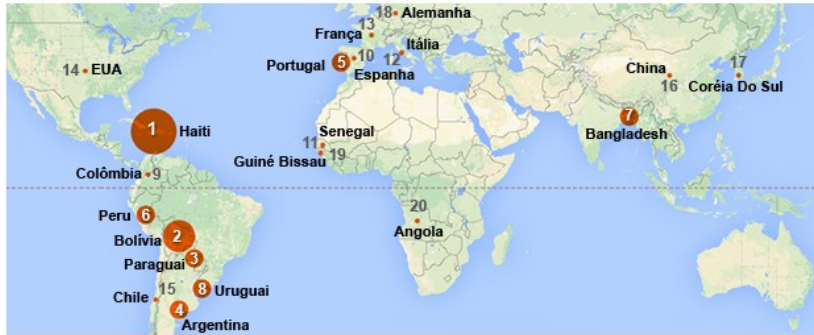 18 Alemanha
13
França
10
Itália
12
Portugal 5
Espanha
14 EUA
China
16
17
Coréia Do Sul
1 Haiti
7
Bangladesh
Senegal
11
Guiné Bissau 19
Colômbia 9
20
Angola
Peru 6
Bolívia 2
Paraguai 3
15
Chile
8 Uruguai
4
Argentina